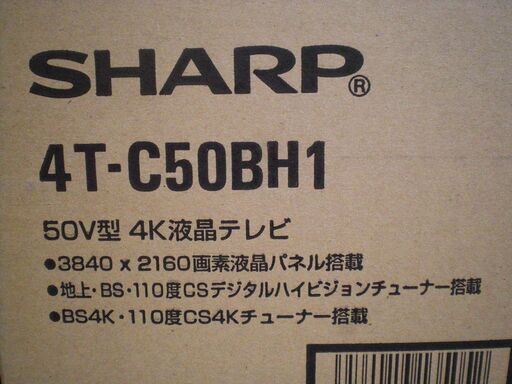 SHARP®
4T-C50BH1
50V型 4K液晶テレビ
●3840 x 2160画素液晶パネル搭載
●地上・BS・110度CSデジタルハイビジョンチューナー搭載
●BS4K・110度CS4Kチューナー搭載